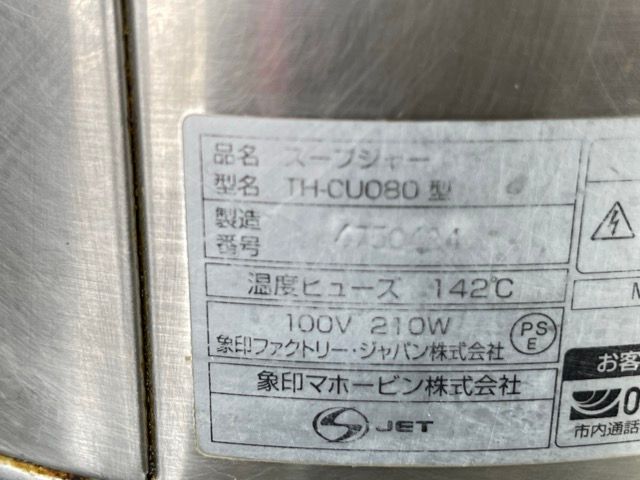 品名 スープジャー
型名 TH-CU080 型
製造
番号
温度ヒューズ 142℃
100V 210W
象印ファクトリー・ジャパン株式会社
PS
E
象印マホービン株式会社
JET
M
お客
0
市内通話